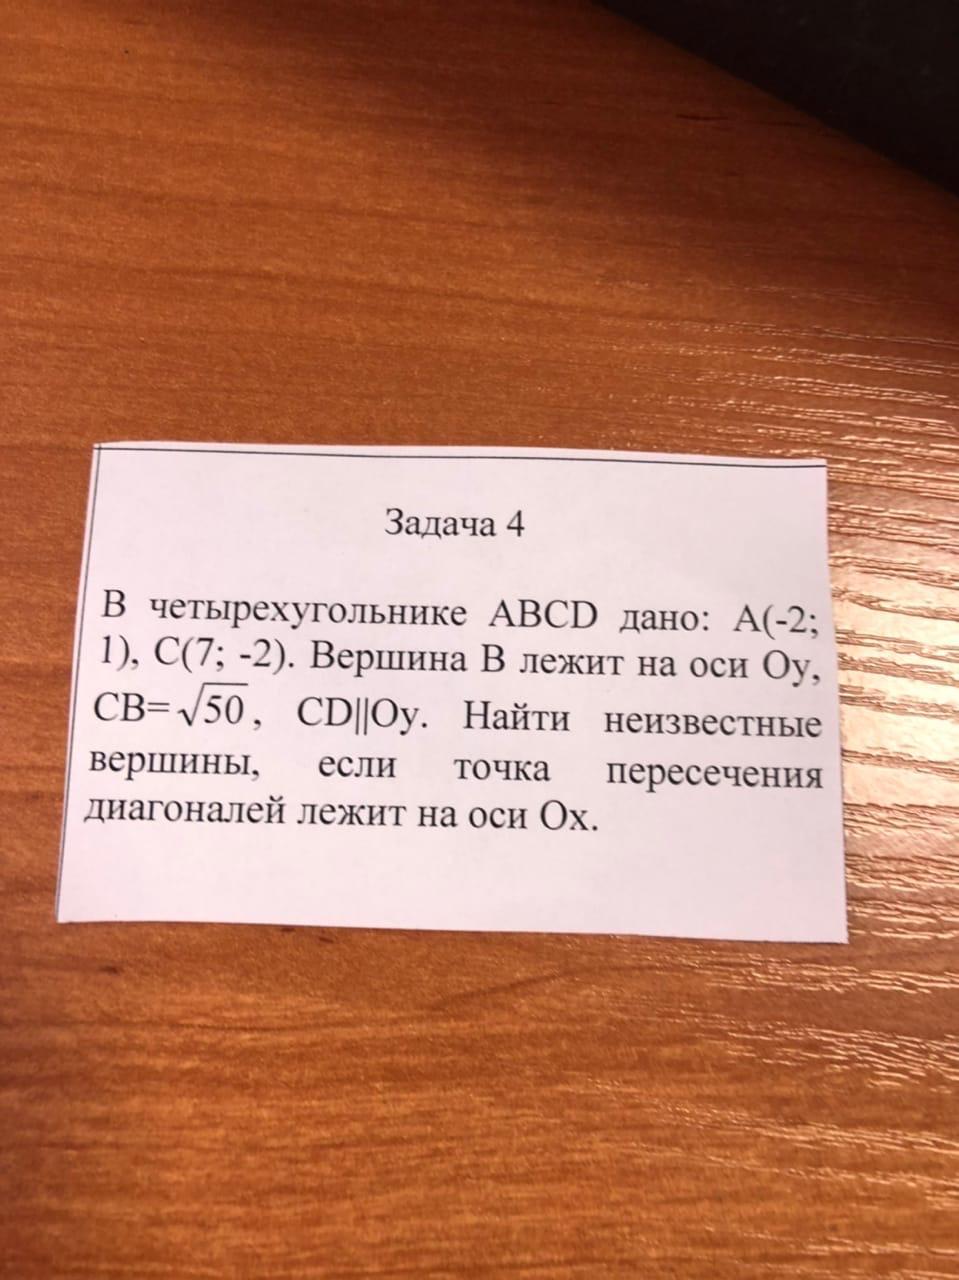 Задача 4
В четырехугольнике ABCD дано: A(-2;
1), C(7; -2). Вершина B лежит на оси Oy,
CB=√50, CD||Oy. Найти неизвестные
вершины, если точка пересечения
диагоналей лежит на оси Ox.